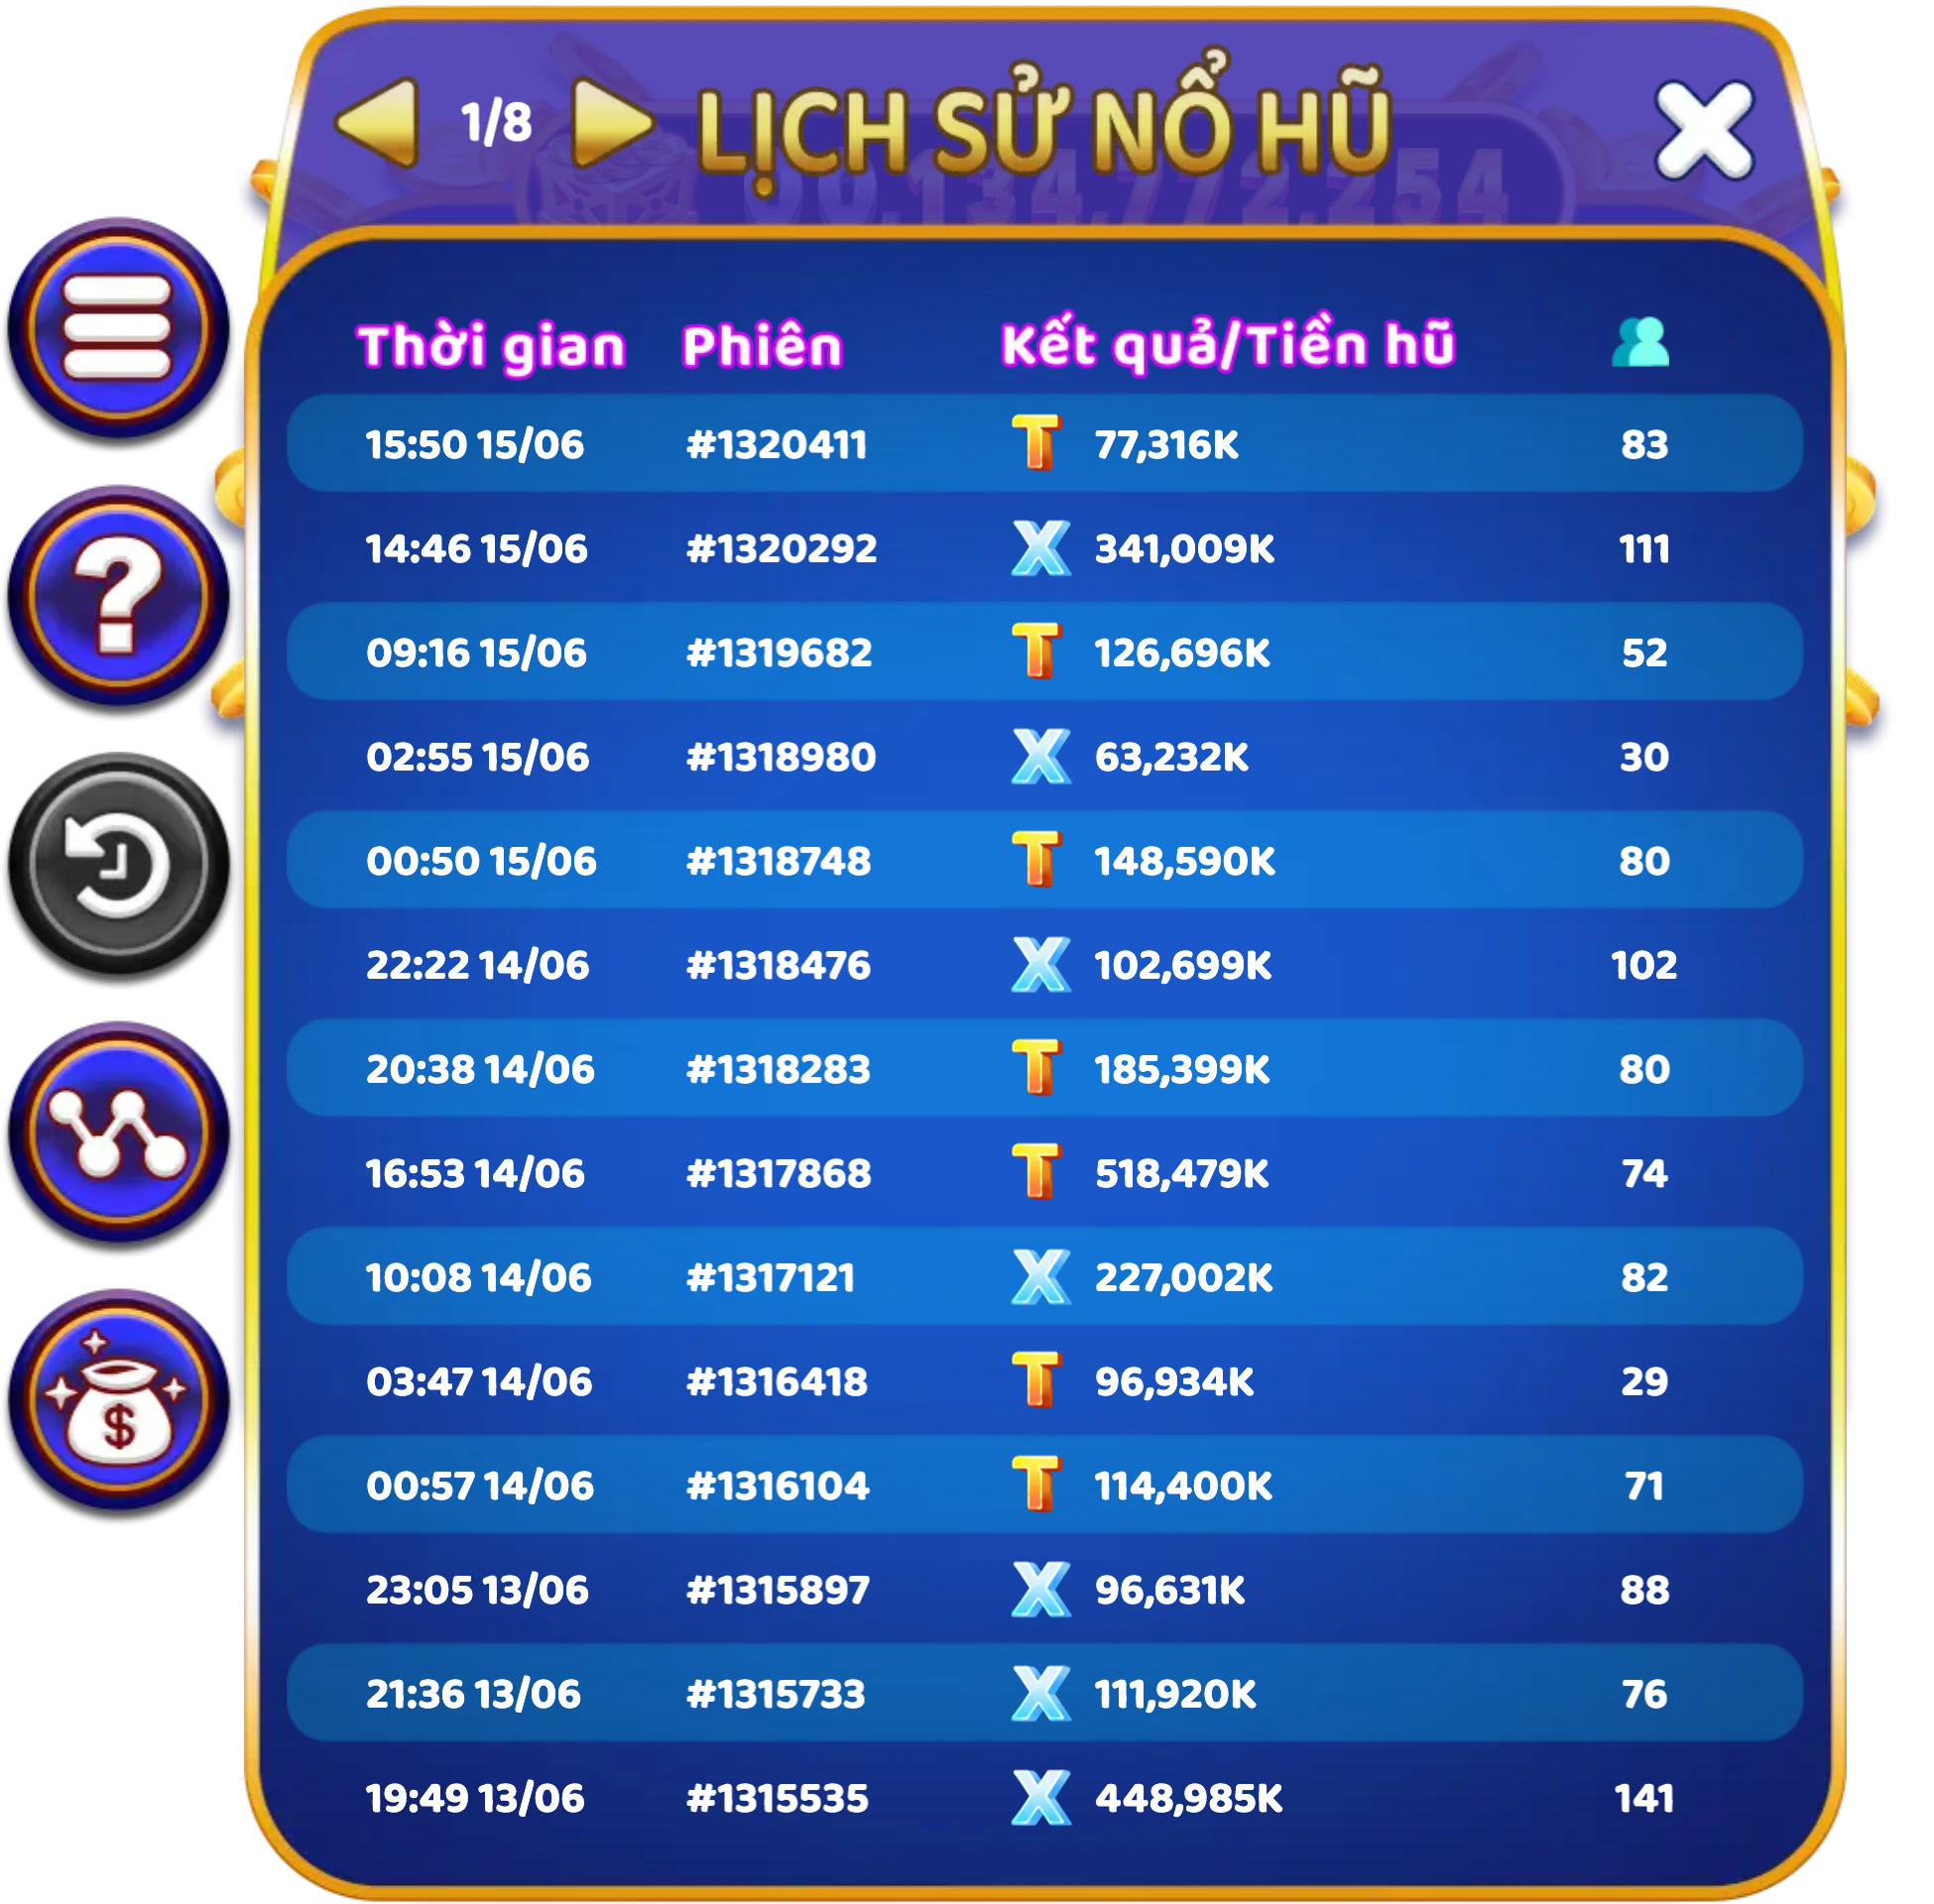 1/8 LỊCH SỬ NỔ HŨ
00.134.772.254
Thời gian Phiên Kết quả/Tiền hũ
15:50 15/06 #1320411 T 77,316K 83
14:46 15/06 #1320292 X 341,009K 111
09:16 15/06 #1319682 T 126,696K 52
02:55 15/06 #1318980 X 63,232K 30
00:50 15/06 #1318748 T 148,590K 80
22:22 14/06 #1318476 X 102,699K 102
20:38 14/06 #1318283 T 185,399K 80
16:53 14/06 #1317868 T 518,479K 74
10:08 14/06 #1317121 X 227,002K 82
03:47 14/06 #1316418 T 96,934K 29
00:57 14/06 #1316104 T 114,400K 71
23:05 13/06 #1315897 X 96,631K 88
21:36 13/06 #1315733 X 111,920K 76
19:49 13/06 #1315535 X 448,985K 141
$